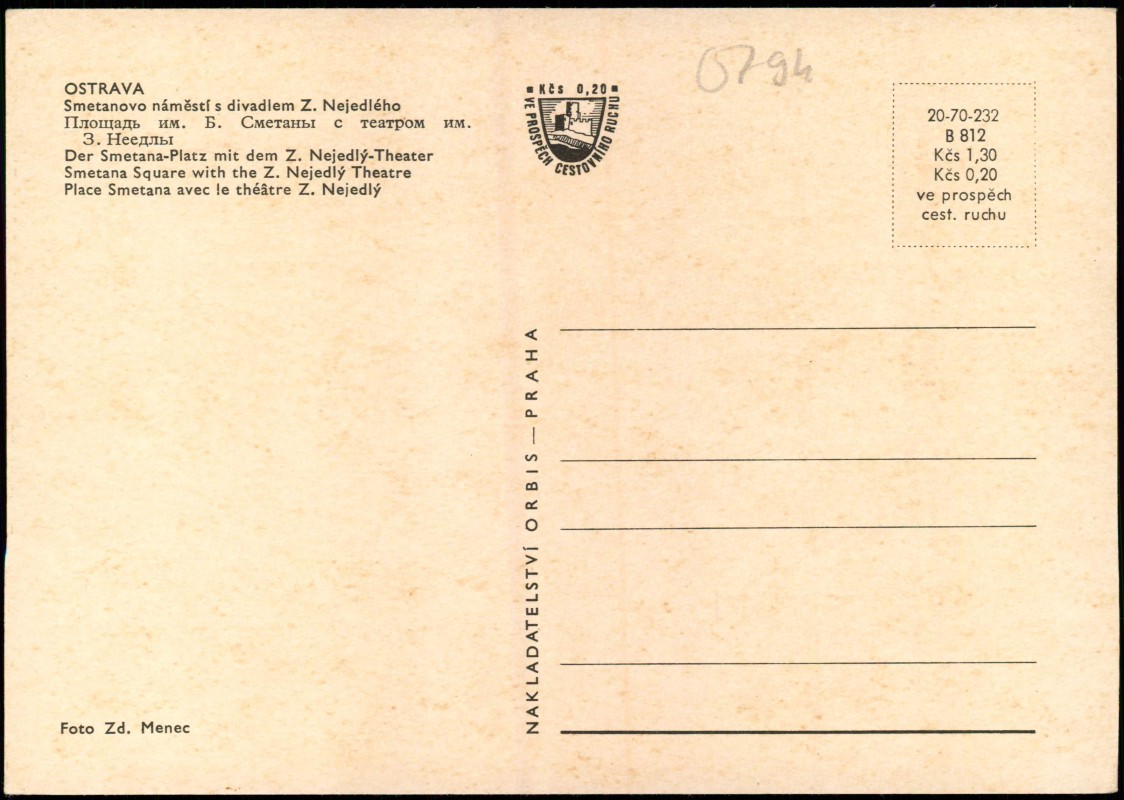 OSTRAVA
Smetanovo náměstí s divadlem Z. Nejedlého
Площадь им. Б. Сметаны с театром им.
З. Неедлы
Der Smetana-Platz mit dem Z. Nejedlý-Theater
Smetana Square with the Z. Nejedlý Theatre
Place Smetana avec le théâtre Z. Nejedlý
Foto Zd. Menec
Kčs 0,20
VE PROSPĚCH CESTOVNÍHO RUCHU
0794
20-70-232
B 812
Kčs 1,30
Kčs 0,20
ve prospěch
cest. ruchu
NAKLADATELSTVÍ ORBIS — PRAHA